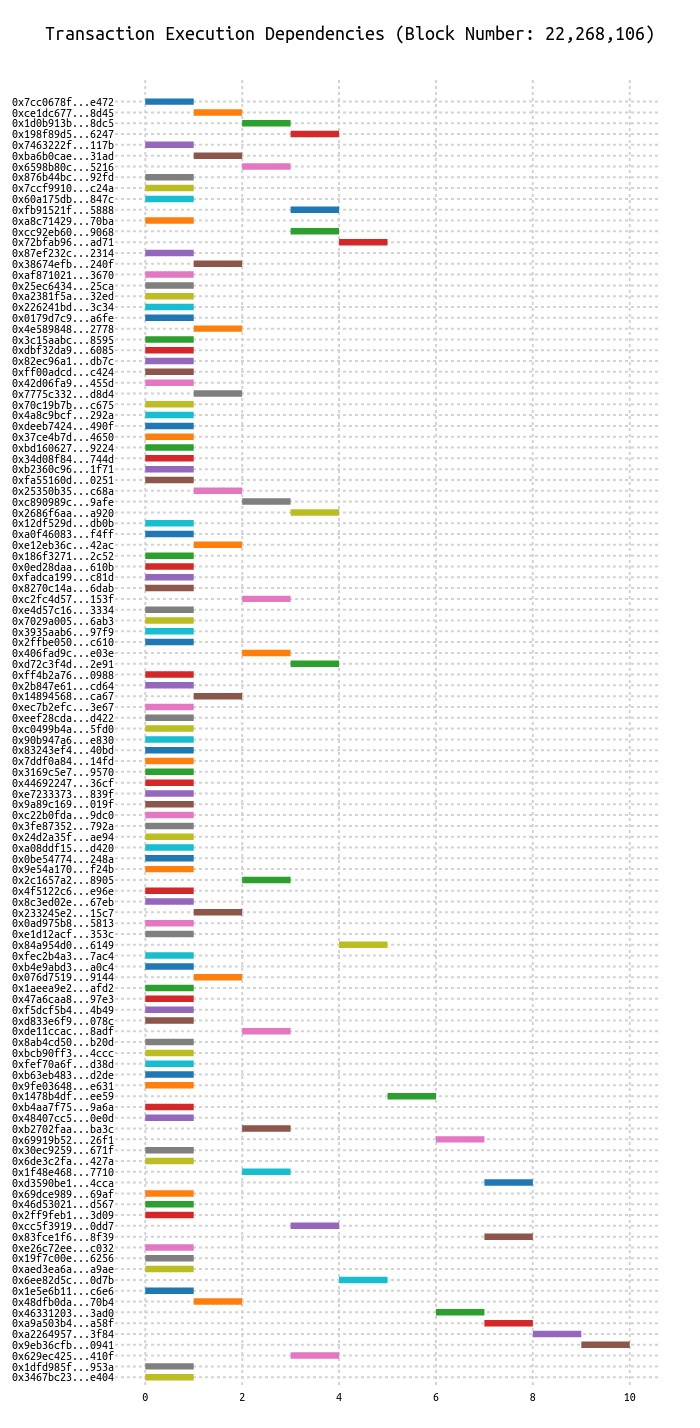 Transaction Execution Dependencies (Block Number: 22,268,106)
0x7cc0678f...e472
0xce1dc677...8d45
0x1d0b913b...8dc5
0x198f89d5...6247
0x7463222f...117b
0xba6b0cae...31ad
0x6598b80c...5216
0x876b44bc...92fd
0x7ccf9910...c24a
0x60a175db...847c
0xfb91521f...5888
0xa8c71429...70ba
0xcc92eb60...9068
0x72bfab96...ad71
0x87ef232c...2314
0x38674efb...240f
0xaf871021...3670
0x25ec6434...25ca
0xa2381f5a...32ed
0x226241bd...3c34
0x0179d7c9...a6fe
0x4e589848...2778
0x3c15aabc...8595
0xdbf32da9...6085
0x82ec96a1...db7c
0xff00adcd...c424
0x42d06fa9...455d
0x7775c332...d8d4
0x70c19b7b...c675
0x4a8c9bcf...292a
0xdeeb7424...490f
0x37ce4b7d...4650
0xbd160627...9224
0x34d08f84...744d
0xb2360c96...1f71
0xfa55160d...0251
0x25350b35...c68a
0xc890989c...9afe
0x2686f6aa...a920
0x12df529d...db0b
0xa0f46083...f4ff
0xe12eb36c...42ac
0x186f3271...2c52
0x0ed28daa...610b
0xfadca199...c81d
0x8270c14a...6dab
0xc2fc4d57...153f
0xe4d57c16...3334
0x7029a005...6ab3
0x3935aab6...97f9
0x2ffbe050...c610
0x406fad9c...e03e
0xd72c3f4d...2e91
0xff4b2a76...0988
0x2b847e61...cd64
0x14894568...ca67
0xec7b2efc...3e67
0xeef28cda...d422
0xc0499b4a...5fd0
0x90b947a6...e830
0x83243ef4...40bd
0x7ddf0a84...14fd
0x3169c5e7...9570
0x44692247...36cf
0xe7233373...839f
0x9a89c169...019f
0xc22b0fda...9dc0
0x3fe87352...792a
0x24d2a35f...ae94
0xa08ddf15...d420
0x0be54774...248a
0x9e54a170...f24b
0x2c1657a2...8905
0x4f5122c6...e96e
0x8c3ed02e...67eb
0x233245e2...15c7
0x0ad975b8...5813
0xe1d12acf...353c
0x84a954d0...6149
0xfec2b4a3...7ac4
0xb4e9abd3...a0c4
0x076d7519...9144
0x1aeea9e2...afd2
0x47a6caa8...97e3
0xf5dcf5b4...4b49
0xd833e6f9...078c
0xde11ccac...8adf
0x8ab4cd50...b20d
0xbcb90ff3...4ccc
0xfef70a6f...d38d
0xb63eb483...d2de
0x9fe03648...e631
0x1478b4df...ee59
0xb4aa7f75...9a6a
0x48407cc5...0e0d
0xb2702faa...ba3c
0x69919b52...26f1
0x30ec9259...671f
0x6de3c2fa...427a
0x1f48e468...7710
0xd3590be1...4cca
0x69dce989...69af
0x46d53021...d567
0x2ff9feb1...3d09
0xcc5f3919...0dd7
0x83fce1f6...8f39
0xe26c72ee...c032
0x19f7c00e...6256
0xaed3ea6a...a9ae
0x6ee82d5c...0d7b
0x1e5e6b11...c6e6
0x48dfb0da...70b4
0x46331203...3ad0
0xa9a503b4...a58f
0xa2264957...3f84
0x9eb36cfb...0941
0x629ec425...410f
0x1dfd985f...953a
0x3467bc23...e404
0 2 4 6 8 10